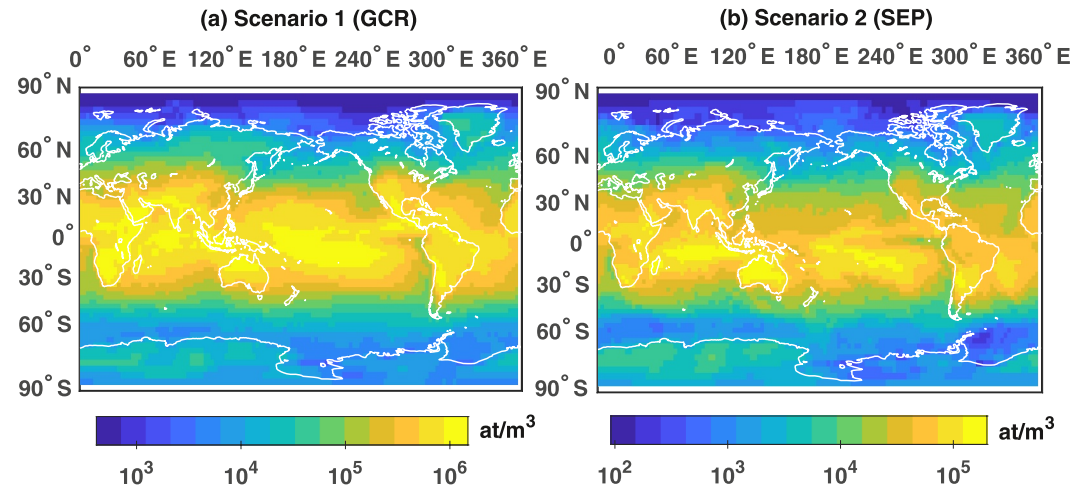 (a) Scenario 1 (GCR)
0° 60° E 120° E 180° E 240° E 300° E 360° E
90° N
60° N
30° N
0°
30° S
60° S
90° S
10³ 10⁴ 10⁵ 10⁶
at/m³
(b) Scenario 2 (SEP)
0° 60° E 120° E 180° E 240° E 300° E 360° E
90° N
60° N
30° N
0°
30° S
60° S
90° S
10² 10³ 10⁴ 10⁵
at/m³